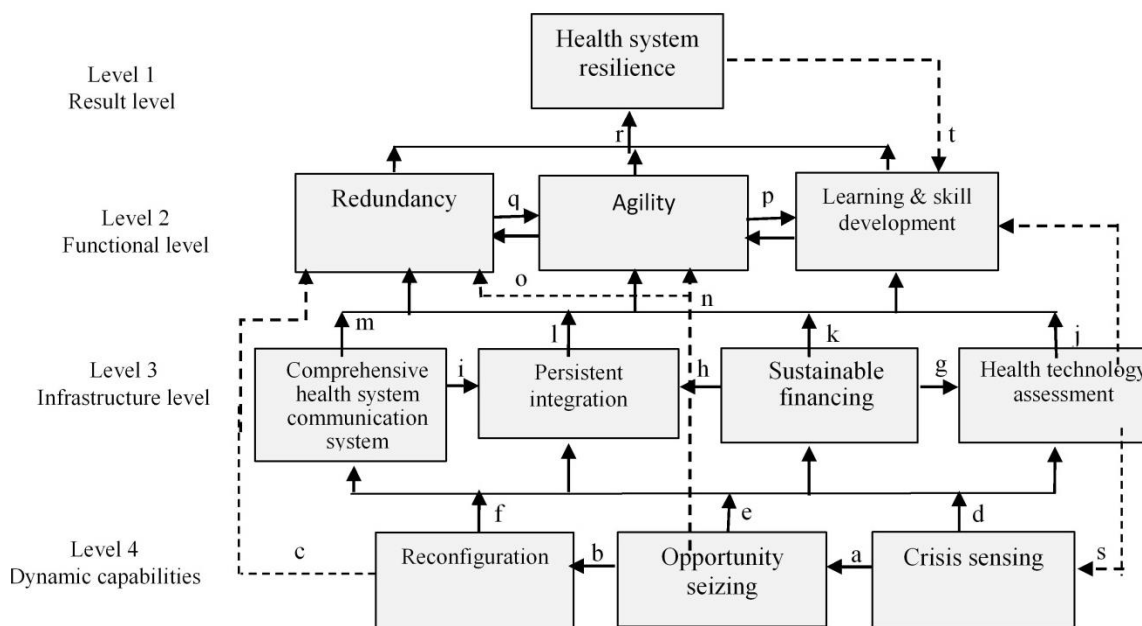 Health system
resilience
Level 1
Result level
r
t
Redundancy
q
Agility
p
Learning & skill
development
Level 2
Functional level
o
n
m
l
k
j
Level 3
Infrastructure level
Comprehensive
health system
communication
system
i
Persistent
integration
h
Sustainable
financing
g
Health technology
assessment
f
e
d
Level 4
Dynamic capabilities
c
Reconfiguration
b
Opportunity
seizing
a
Crisis sensing
s